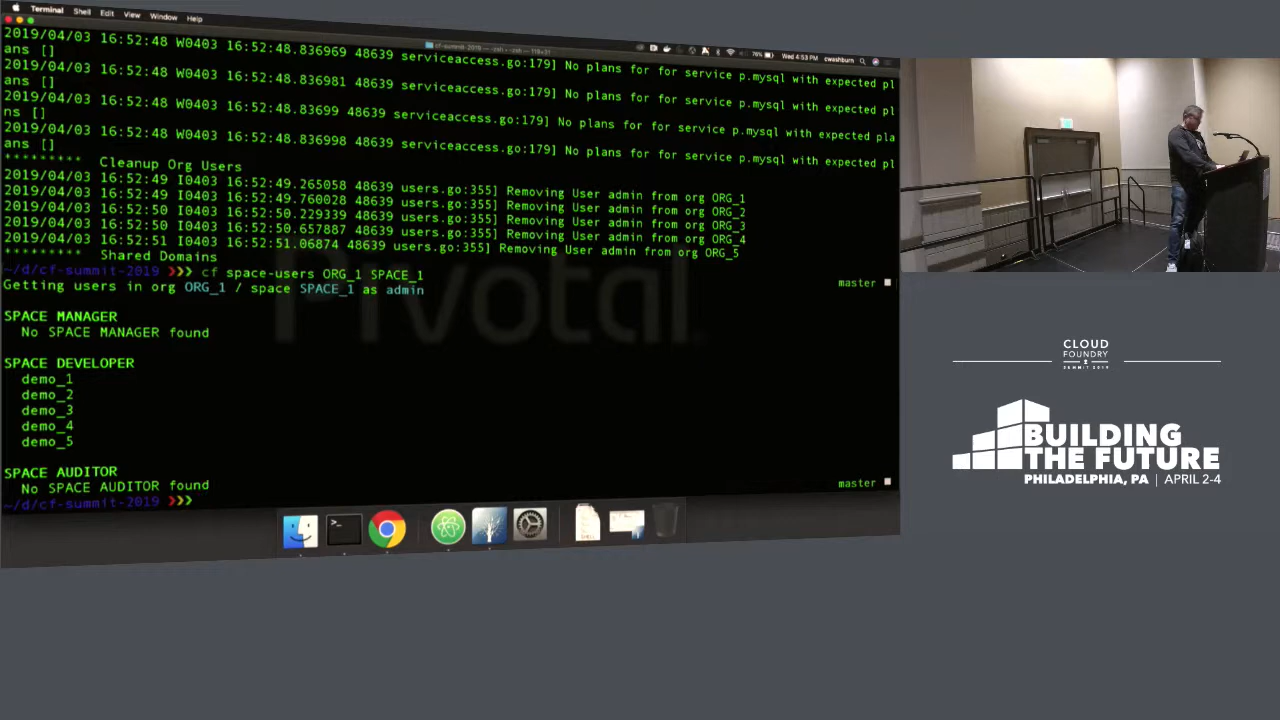 Terminal Shell Edit View Window Help
76% Wed 4:53 PM cwashburn
2019/04/03 16:52:48 W0403 16:52:48.836969 48639 serviceaccess.go:179] No plans for for service p.mysql with expected pl
ans []
2019/04/03 16:52:48 W0403 16:52:48.836981 48639 serviceaccess.go:179] No plans for for service p.mysql with expected pl
ans []
2019/04/03 16:52:48 W0403 16:52:48.83699 48639 serviceaccess.go:179] No plans for for service p.mysql with expected pla
ns []
2019/04/03 16:52:48 W0403 16:52:48.836998 48639 serviceaccess.go:179] No plans for for service p.mysql with expected pl
ans []
********* Cleanup Org Users
2019/04/03 16:52:49 I0403 16:52:49.265058 48639 users.go:355] Removing User admin from org ORG_1
2019/04/03 16:52:49 I0403 16:52:49.760028 48639 users.go:355] Removing User admin from org ORG_2
2019/04/03 16:52:50 I0403 16:52:50.229339 48639 users.go:355] Removing User admin from org ORG_3
2019/04/03 16:52:50 I0403 16:52:50.657887 48639 users.go:355] Removing User admin from org ORG_4
2019/04/03 16:52:51 I0403 16:52:51.06874 48639 users.go:355] Removing User admin from org ORG_5
********* Shared Domains
~/d/cf-summit-2019 ❯❯❯ cf space-users ORG_1 SPACE_1
master
Getting users in org ORG_1 / space SPACE_1 as admin
SPACE MANAGER
No SPACE MANAGER found
SPACE DEVELOPER
demo_1
demo_2
demo_3
demo_4
demo_5
SPACE AUDITOR
No SPACE AUDITOR found
~/d/cf-summit-2019 ❯❯❯
master
Pivotal
CLOUD
FOUNDRY
SUMMIT 2019
BUILDING
THE FUTURE
PHILADELPHIA, PA | APRIL 2-4